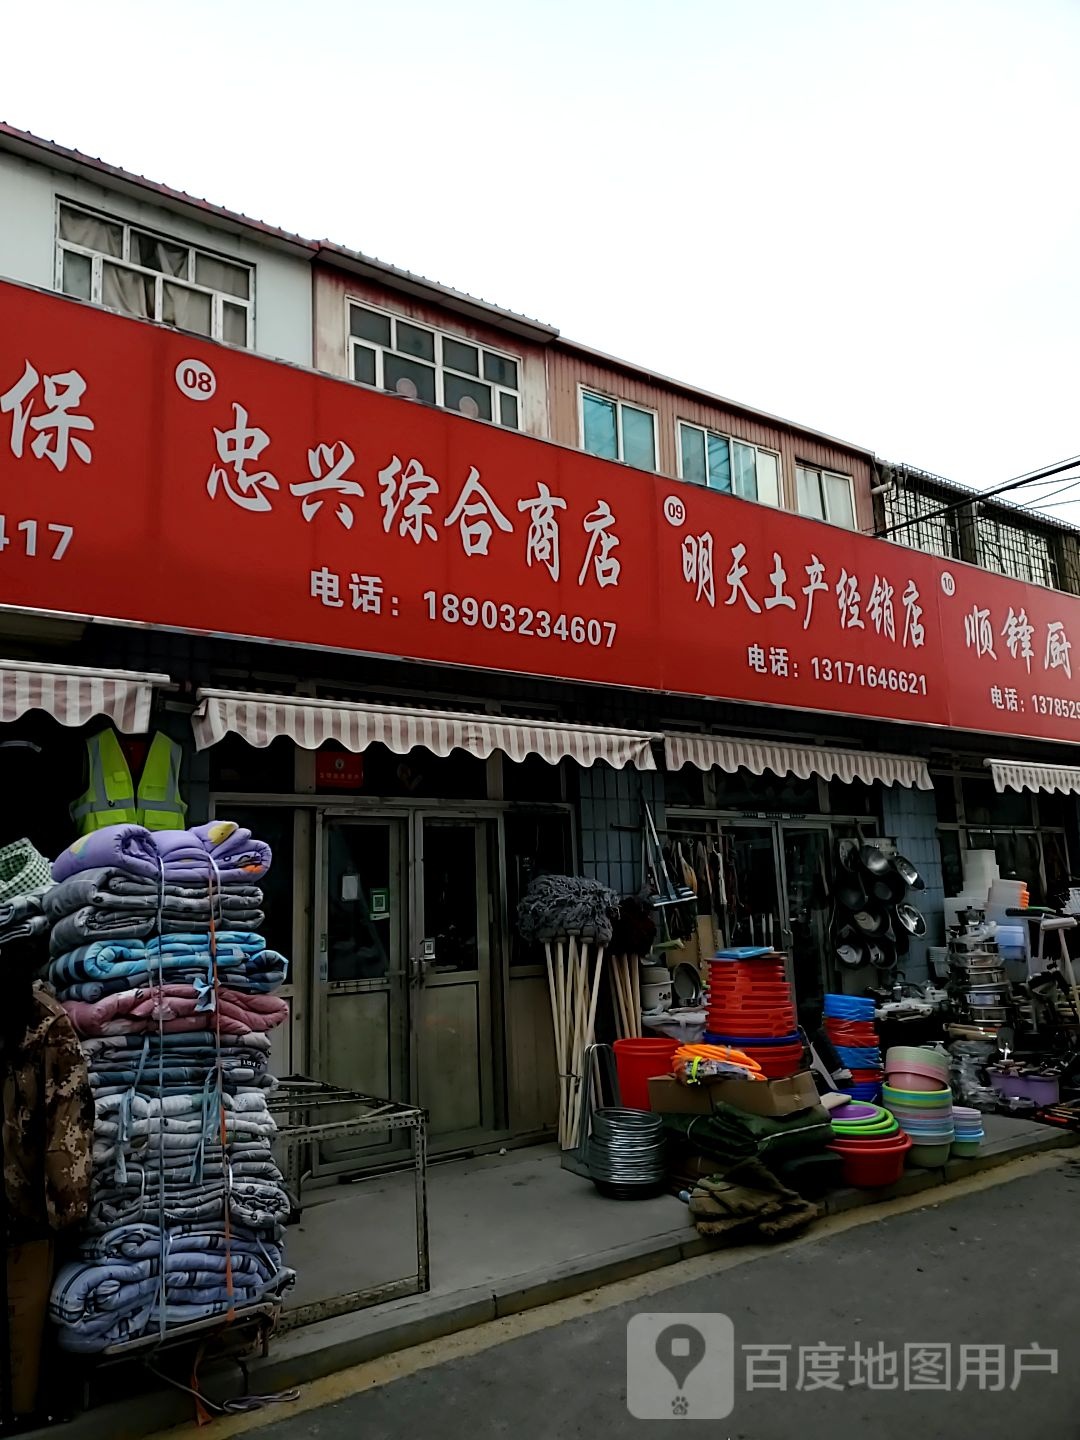 保
417
08
忠兴综合商店
电话：18903234607
09
明天土产经销店
电话：13171646621
10
顺锋厨
电话：1378529
百度地图用户